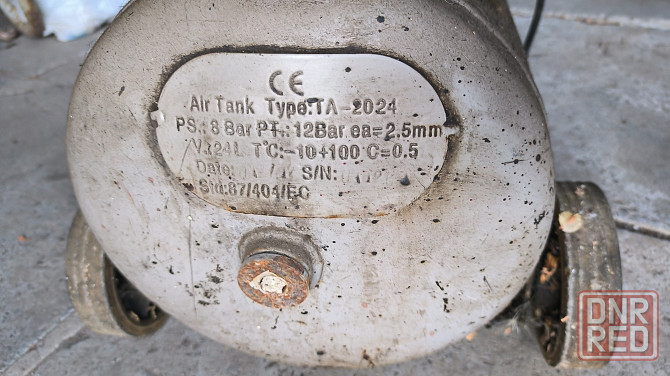 CE
Air Tank Type:TA-2024
PS.:8 Bar PT.:12Bar ea=2.5mm
V:24L T°C:-10+100°C=0.5
Date: S/N:
Std:87/404/EC
DNR
RED